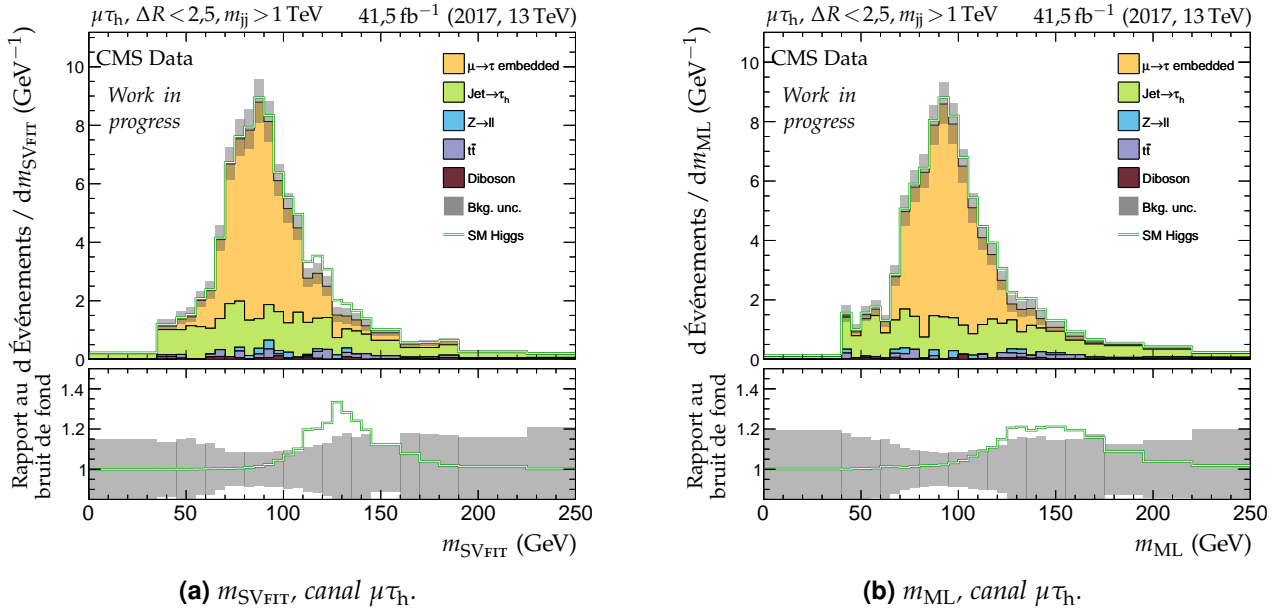 μτh, ΔR < 2,5, mjj > 1 TeV 41,5 fb−1 (2017, 13 TeV)
CMS Data
Work in
progress
μ→τ embedded
Jet→τh
Z→ll
tt̄
Diboson
Bkg. unc.
SM Higgs
d Événements / dmSVFIT (GeV−1)
10
8
6
4
2
0
Rapport au
bruit de fond
1.4
1.2
1
0 50 100 150 200 250
mSVFIT (GeV)
(a) mSVFIT, canal μτh.
μτh, ΔR < 2,5, mjj > 1 TeV 41,5 fb−1 (2017, 13 TeV)
CMS Data
Work in
progress
μ→τ embedded
Jet→τh
Z→ll
tt̄
Diboson
Bkg. unc.
SM Higgs
d Événements / dmML (GeV−1)
10
8
6
4
2
0
Rapport au
bruit de fond
1.4
1.2
1
0 50 100 150 200 250
mML (GeV)
(b) mML, canal μτh.